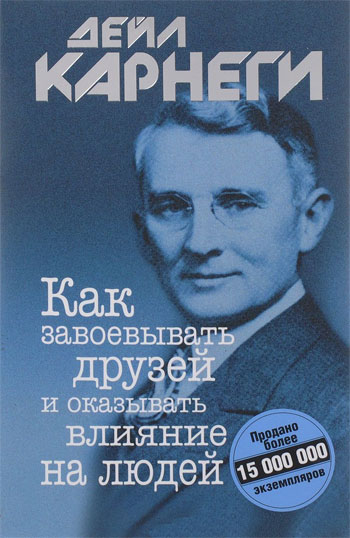 ДЕЙЛ
КАРНЕГИ
Как
завоевывать
друзей
и оказывать
влияние
на людей
Продано
более
15 000 000
экземпляров